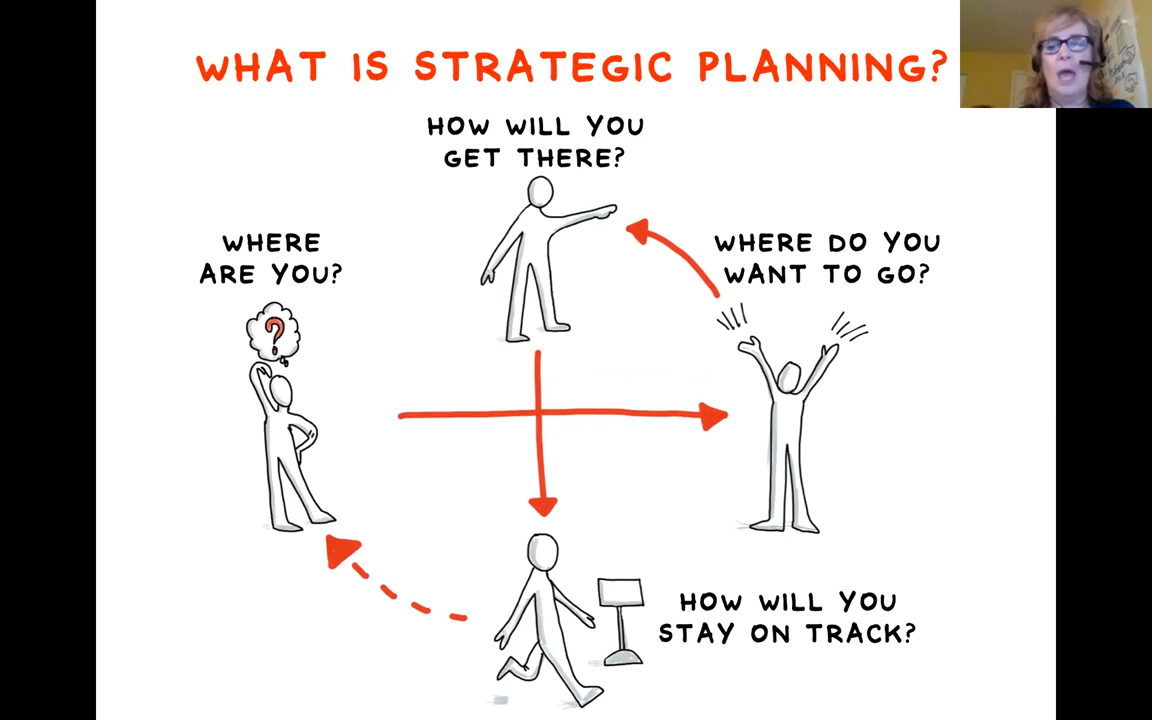 WHAT IS STRATEGIC PLANNING?
HOW WILL YOU
GET THERE?
WHERE
ARE YOU?
WHERE DO YOU
WANT TO GO?
?
HOW WILL YOU
STAY ON TRACK?